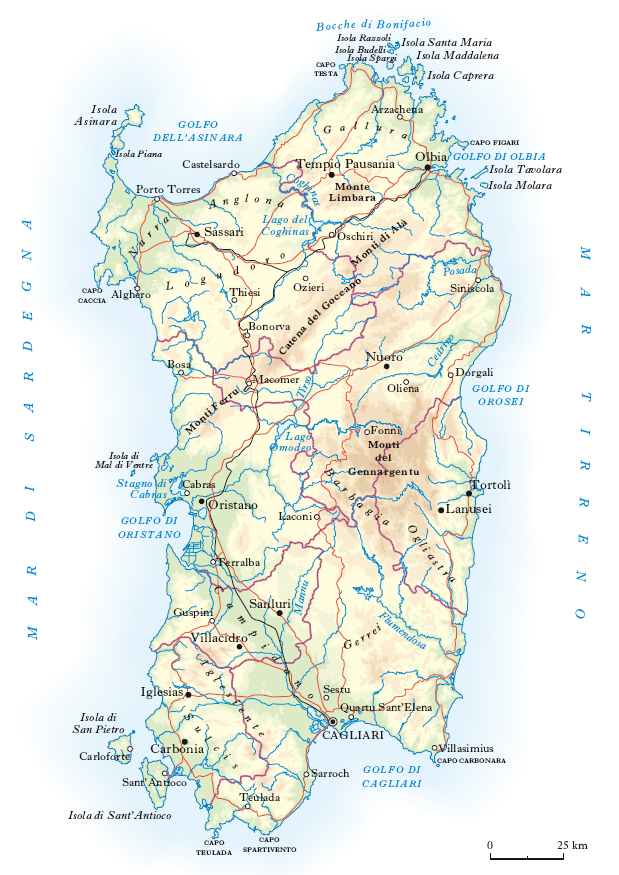 Bocche di Bonifacio
Isola Razzoli
Isola Budelli
Isola Spargi
Isola Santa Maria
Isola Maddalena
Isola Caprera
CAPO
TESTA
Arzachena
Gallura
Isola
Asinara
GOLFO
DELL'ASINARA
Isola Piana
Castelsardo
Tempio Pausania
Olbia
CAPO FIGARI
GOLFO DI OLBIA
Isola Tavolara
Isola Molara
Porto Torres
Coghinas
Monte
Limbara
Anglona
Nurra
Sassari
Lago del
Coghinas
Oschiri
Monti di Alà
Logudoro
Posada
CAPO
CACCIA
Alghero
Thiesi
Ozieri
Siniscola
Catena del Goceano
Bonorva
Nuoro
Cedrino
Bosa
Macomer
Tirso
Oliena
Dorgali
GOLFO DI
OROSEI
Monti Ferru
Lago
Omodeo
Fonni
Monti
del
Gennargentu
Isola di
Mal di Ventre
Stagno di
Cabras
Cabras
Oristano
GOLFO DI
ORISTANO
Barbagia
Laconi
Tortolì
Lanusei
Ogliastra
Terralba
Campidano
Mannu
Guspini
Sanluri
Flumendosa
Villacidro
Gerrei
Iglesiente
Iglesias
Sestu
Quartu Sant'Elena
CAGLIARI
Isola di
San Pietro
Carloforte
Carbonia
Sulcis
Villasimius
CAPO CARBONARA
GOLFO DI
CAGLIARI
Sant'Antioco
Sarroch
Teulada
Isola di Sant'Antioco
CAPO
TEULADA
CAPO
SPARTIVENTO
MAR DI SARDEGNA
MAR TIRRENO
0 25 km